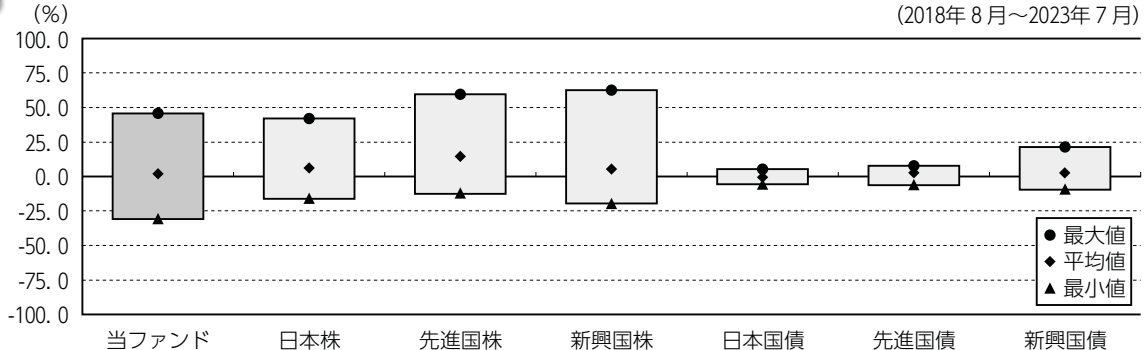 (%)
(2018年8月～2023年7月)
100.0
75.0
50.0
25.0
0.0
-25.0
-50.0
-75.0
-100.0
● 最大値
◆ 平均値
▲ 最小値
当ファンド 日本株 先進国株 新興国株 日本国債 先進国債 新興国債